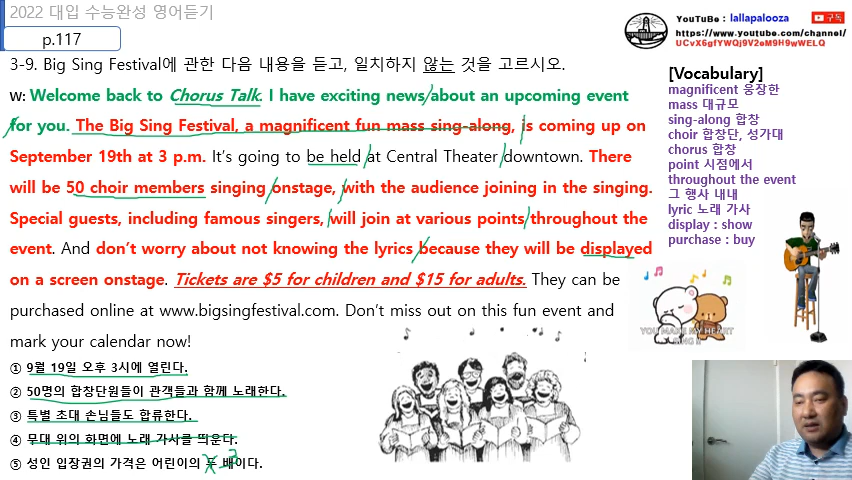 2022 대입 수능완성 영어듣기
p.117
YouTuBe : lallapalooza
구독
https://www.youtube.com/channel/
UCvX6gfYWQj9V2eM9H9wWELQ
3-9. Big Sing Festival에 관한 다음 내용을 듣고, 일치하지 않는 것을 고르시오.
W: Welcome back to Chorus Talk. I have exciting news about an upcoming event
for you. The Big Sing Festival, a magnificent fun mass sing-along, is coming up on
September 19th at 3 p.m. It's going to be held at Central Theater downtown. There
will be 50 choir members singing onstage, with the audience joining in the singing.
Special guests, including famous singers, will join at various points throughout the
event. And don't worry about not knowing the lyrics because they will be displayed
on a screen onstage. Tickets are $5 for children and $15 for adults. They can be
purchased online at www.bigsingfestival.com. Don't miss out on this fun event and
mark your calendar now!
① 9월 19일 오후 3시에 열린다.
② 50명의 합창단원들이 관객들과 함께 노래한다.
③ 특별 초대 손님들도 합류한다.
④ 무대 위의 화면에 노래 가사를 띄운다.
⑤ 성인 입장권의 가격은 어린이의 두 배이다.
x 3
[Vocabulary]
magnificent 웅장한
mass 대규모
sing-along 합창
choir 합창단, 성가대
chorus 합창
point 시점에서
throughout the event
그 행사 내내
lyric 노래 가사
display : show
purchase : buy
YOU MAKE MY HEART
SING !!